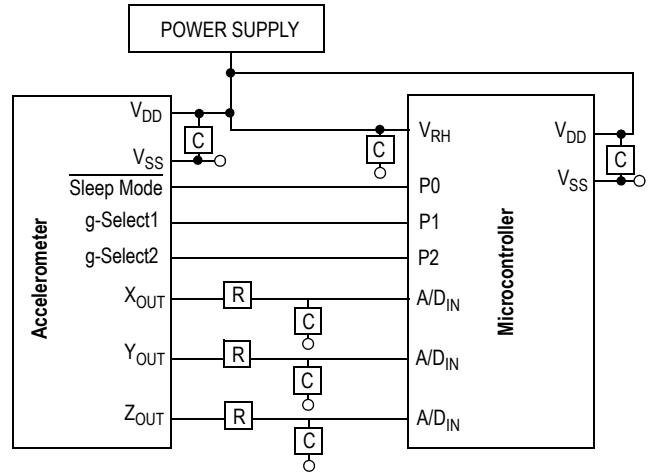 POWER SUPPLY
Accelerometer
V_DD
C
V_SS
Sleep Mode
g-Select1
g-Select2
X_OUT
R
C
Y_OUT
R
C
Z_OUT
R
C
C
V_RH
P0
P1
P2
A/D_IN
A/D_IN
A/D_IN
Microcontroller
V_DD
C
V_SS